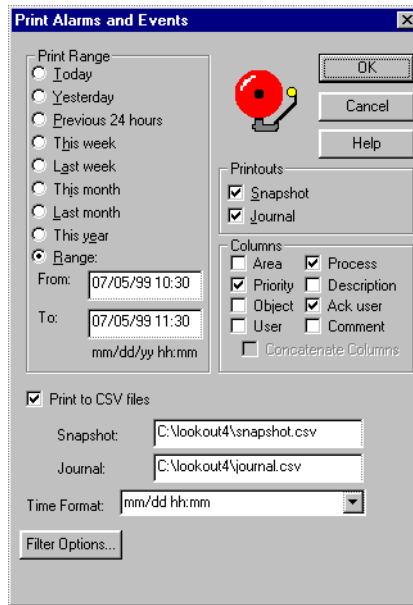 Print Alarms and Events
Print Range
Today
Yesterday
Previous 24 hours
This week
Last week
This month
Last month
This year
Range:
From: 07/05/99 10:30
To: 07/05/99 11:30
mm/dd/yy hh:mm
OK
Cancel
Help
Printouts
Snapshot
Journal
Columns
Area Process
Priority Description
Object Ack user
User Comment
Concatenate Columns
Print to CSV files
Snapshot: C:\lookout4\snapshot.csv
Journal: C:\lookout4\journal.csv
Time Format: mm/dd hh:mm
Filter Options...